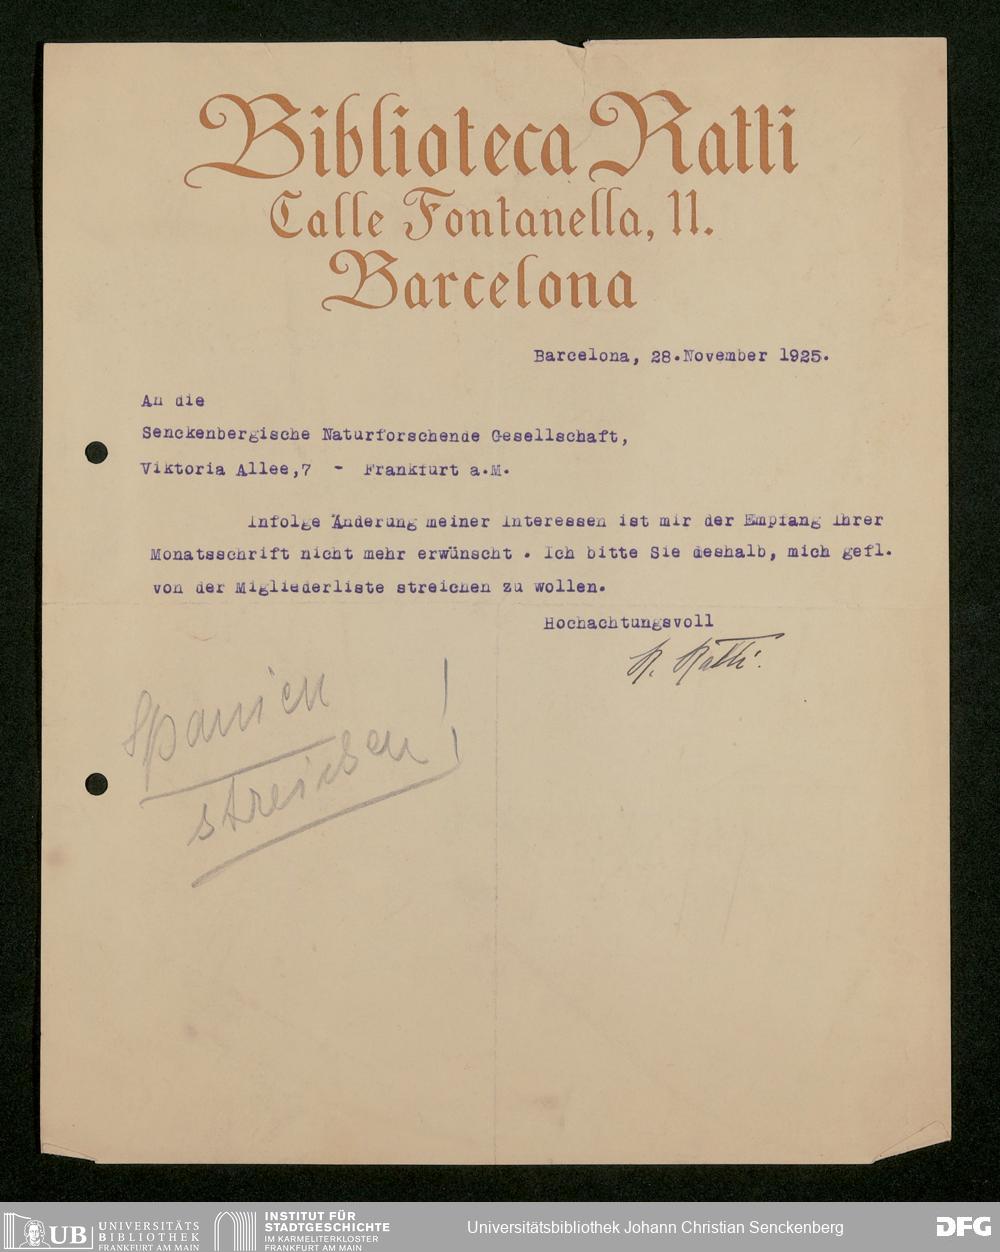 Biblioteca Ratti
Calle Fontanella, 11.
Barcelona
Barcelona, 28.November 1925.
An die
Senckenbergische Naturforschende Gesellschaft,
Viktoria Allee,7 - Frankfurt a.M.
Infolge Änderung meiner Interessen ist mir der Empfang Ihrer
Monatsschrift nicht mehr erwünscht . Ich bitte Sie deshalb, mich gefl.
von der Migliederliste streichen zu wollen.
Hochachtungsvoll
R. Ratti.
Spanien !
streichen !
UB UNIVERSITÄTS
BIBLIOTHEK
FRANKFURT AM MAIN
INSTITUT FÜR
STADTGESCHICHTE
IM KARMELITERKLOSTER
FRANKFURT AM MAIN
Universitätsbibliothek Johann Christian Senckenberg
DFG